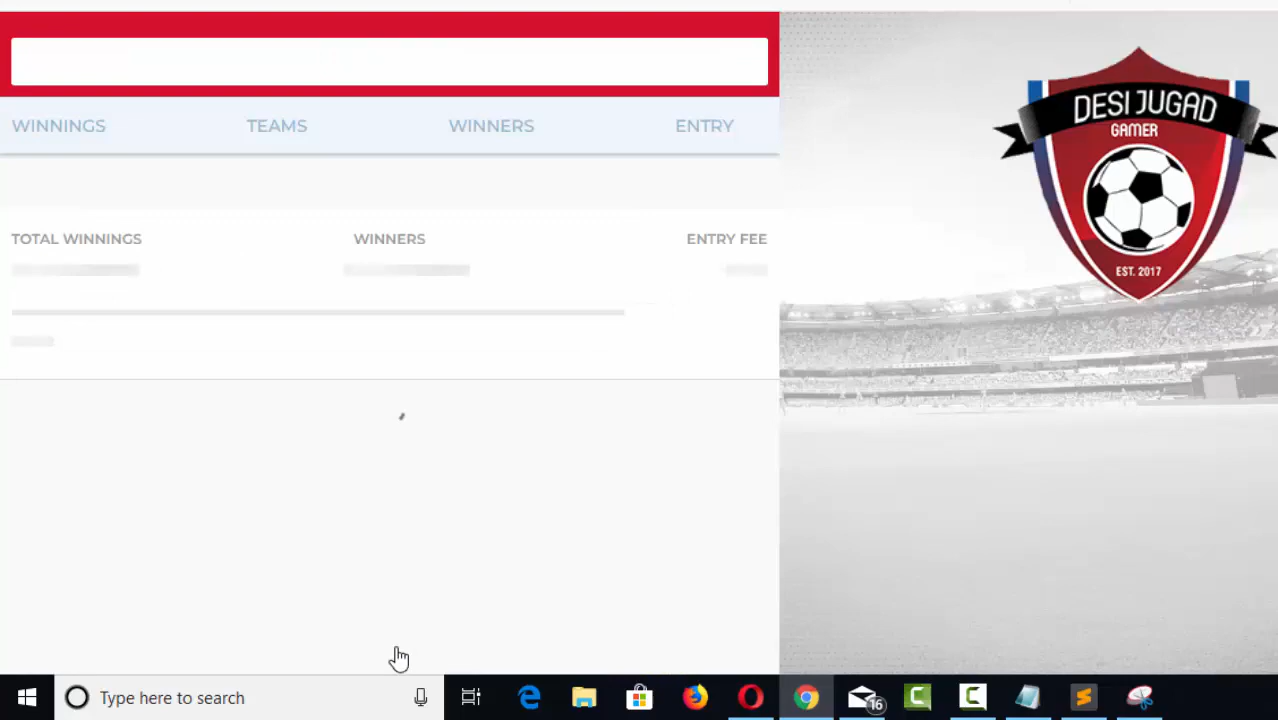 WINNINGS TEAMS WINNERS ENTRY
TOTAL WINNINGS WINNERS ENTRY FEE
DESI JUGAD
GAMER
EST. 2017
Type here to search
16